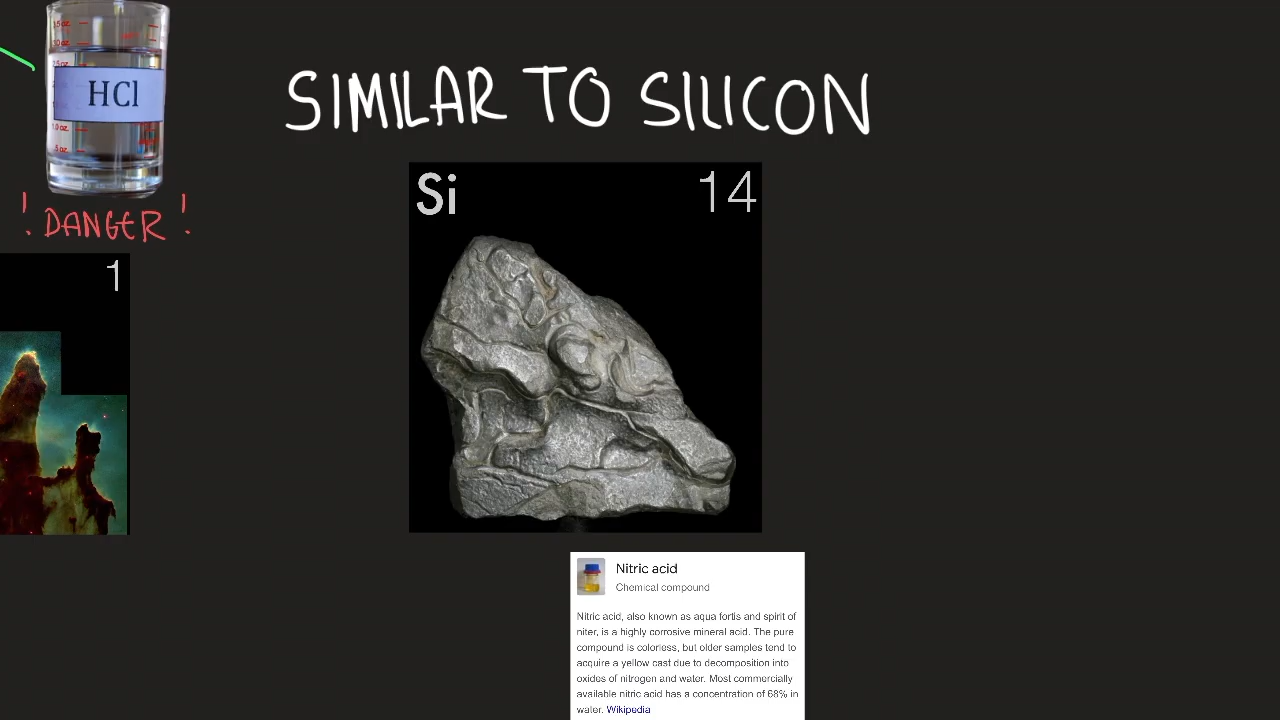 HCl
! DANGER !
1
SIMILAR TO SILICON
Si 14
Nitric acid
Chemical compound
Nitric acid, also known as aqua fortis and spirit of
niter, is a highly corrosive mineral acid. The pure
compound is colorless, but older samples tend to
acquire a yellow cast due to decomposition into
oxides of nitrogen and water. Most commercially
available nitric acid has a concentration of 68% in
water. Wikipedia